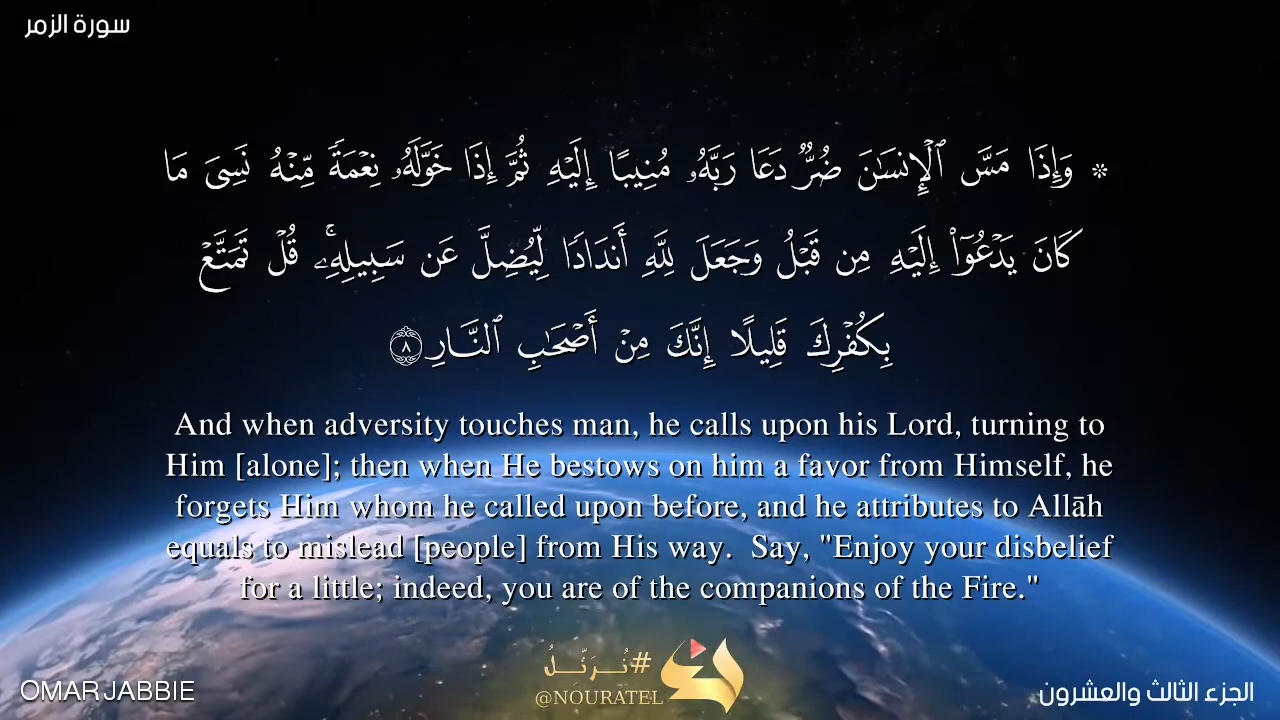 سورة الزمر
۞ وَإِذَا مَسَّ ٱلْإِنسَـٰنَ ضُرٌّ دَعَا رَبَّهُۥ مُنِيبًا إِلَيْهِ ثُمَّ إِذَا خَوَّلَهُۥ نِعْمَةً مِّنْهُ نَسِىَ مَا
كَانَ يَدْعُوٓا۟ إِلَيْهِ مِن قَبْلُ وَجَعَلَ لِلَّهِ أَندَادًا لِّيُضِلَّ عَن سَبِيلِهِۦ ۚ قُلْ تَمَتَّعْ
بِكُفْرِكَ قَلِيلًا إِنَّكَ مِنْ أَصْحَـٰبِ ٱلنَّارِ ٨
And when adversity touches man, he calls upon his Lord, turning to
Him [alone]; then when He bestows on him a favor from Himself, he
forgets Him whom he called upon before, and he attributes to Allāh
equals to mislead [people] from His way.  Say, "Enjoy your disbelief
for a little; indeed, you are of the companions of the Fire."
#نُرَتِّلُ
@NOURATEL
OMAR JABBIE
الجزء الثالث والعشرون